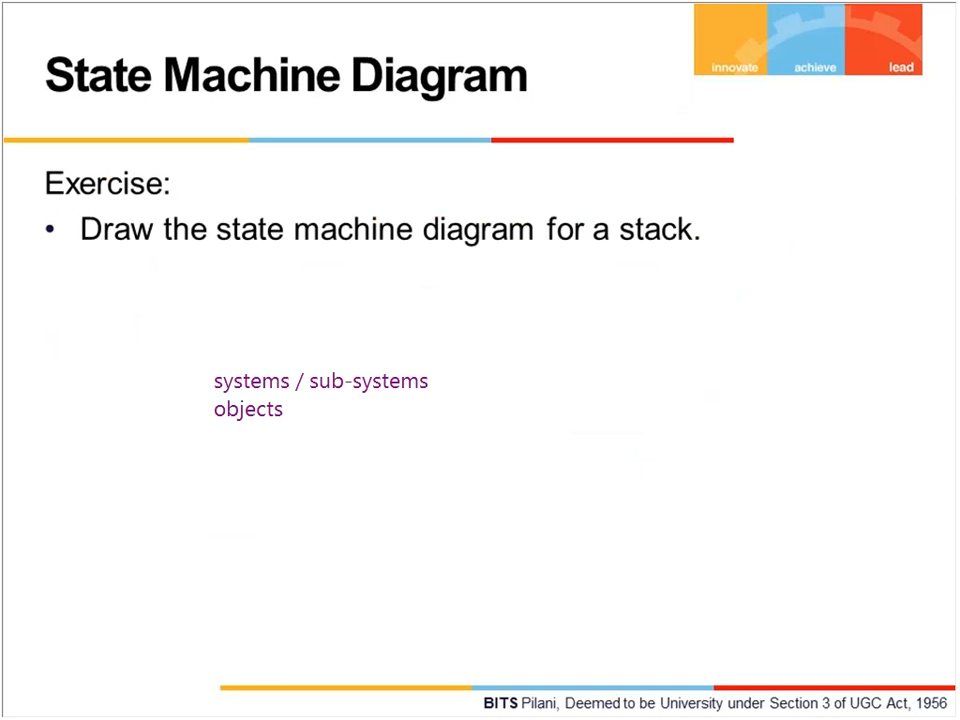 State Machine Diagram
innovate achieve lead
Exercise:
• Draw the state machine diagram for a stack.
systems / sub-systems
objects
BITS Pilani, Deemed to be University under Section 3 of UGC Act, 1956